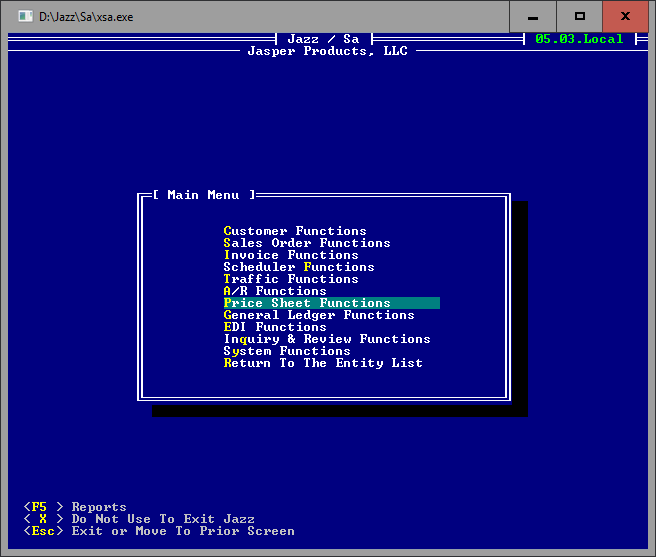 D:\Jazz\Sa\xsa.exe
Jazz / Sa
05.03.Local
Jasper Products, LLC
[ Main Menu ]
Customer Functions
Sales Order Functions
Invoice Functions
Scheduler Functions
Traffic Functions
A/R Functions
Price Sheet Functions
General Ledger Functions
EDI Functions
Inquiry & Review Functions
System Functions
Return To The Entity List
<F5 > Reports
< X > Do Not Use To Exit Jazz
<Esc> Exit or Move To Prior Screen